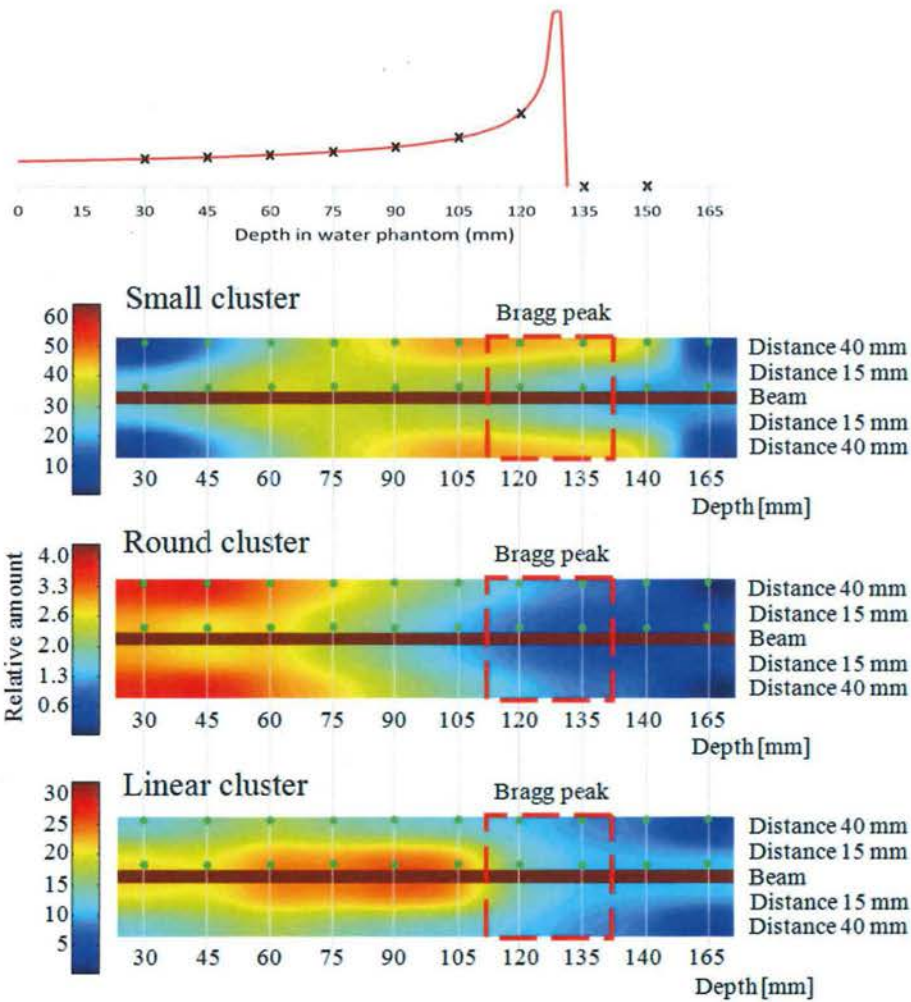 0 15 30 45 60 75 90 105 120 135 150 165
Depth in water phantom (mm)
Small cluster
Bragg peak
60
50
40
30
20
10
Distance 40 mm
Distance 15 mm
Beam
Distance 15 mm
Distance 40 mm
30 45 60 75 90 105 120 135 140 165
Depth [mm]
Round cluster
Bragg peak
Relative amount
4.0
3.3
2.6
2.0
1.3
0.6
Distance 40 mm
Distance 15 mm
Beam
Distance 15 mm
Distance 40 mm
30 45 60 75 90 105 120 135 140 165
Depth [mm]
Linear cluster
Bragg peak
30
25
20
15
10
5
Distance 40 mm
Distance 15 mm
Beam
Distance 15 mm
Distance 40 mm
30 45 60 75 90 105 120 135 140 165
Depth [mm]